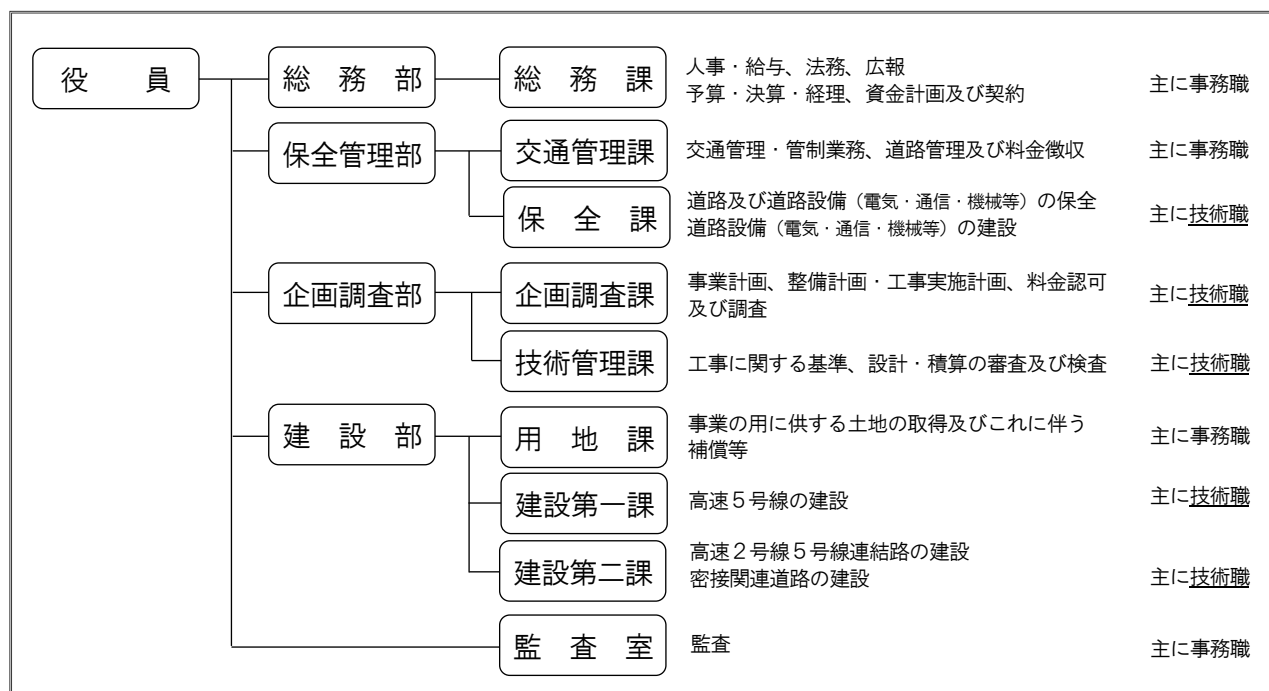 役員
総務部
総務課
人事・給与、法務、広報
予算・決算・経理、資金計画及び契約
主に事務職
保全管理部
交通管理課
交通管理・管制業務、道路管理及び料金徴収
主に事務職
保全課
道路及び道路設備（電気・通信・機械等）の保全
道路設備（電気・通信・機械等）の建設
主に技術職
企画調査部
企画調査課
事業計画、整備計画・工事実施計画、料金認可
及び調査
主に技術職
技術管理課
工事に関する基準、設計・積算の審査及び検査
主に技術職
建設部
用地課
事業の用に供する土地の取得及びこれに伴う
補償等
主に事務職
建設第一課
高速５号線の建設
主に技術職
建設第二課
高速２号線５号線連結路の建設
密接関連道路の建設
主に技術職
監査室
監査
主に事務職